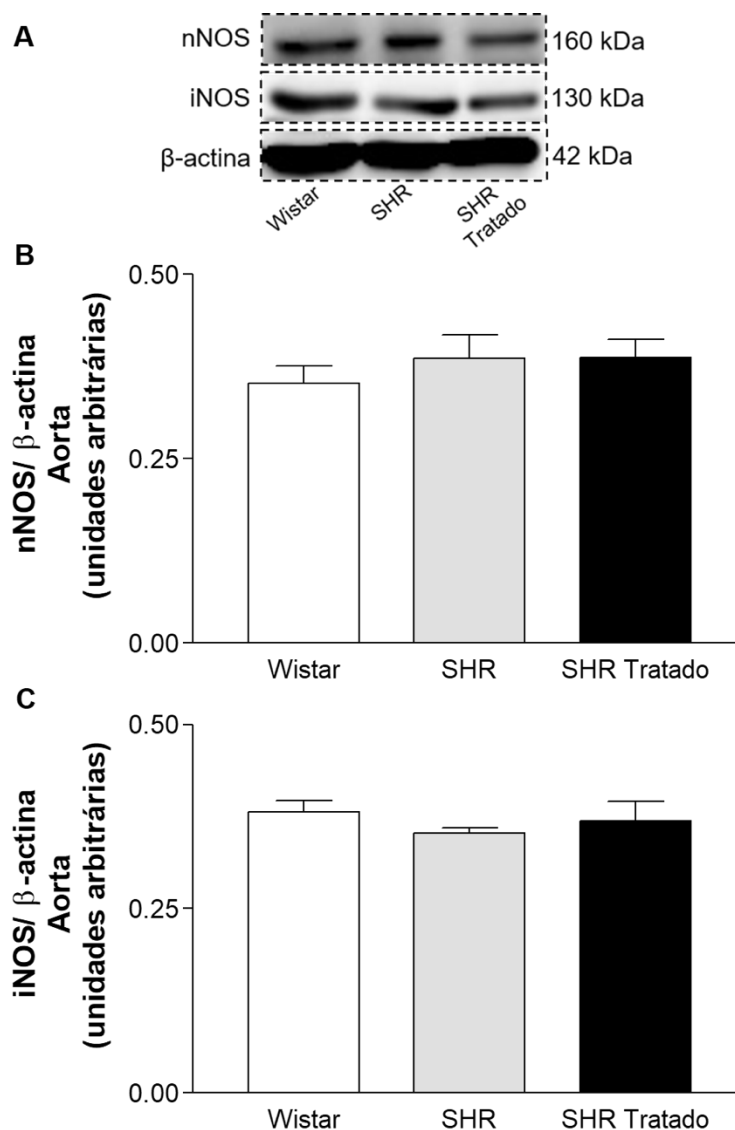 A
nNOS
160 kDa
iNOS
130 kDa
β-actina
42 kDa
Wistar
SHR
SHR
Tratado
B
nNOS/ β-actina
Aorta
(unidades arbitrárias)
0.50
0.25
0.00
Wistar
SHR
SHR Tratado
C
iNOS/ β-actina
Aorta
(unidades arbitrárias)
0.50
0.25
0.00
Wistar
SHR
SHR Tratado